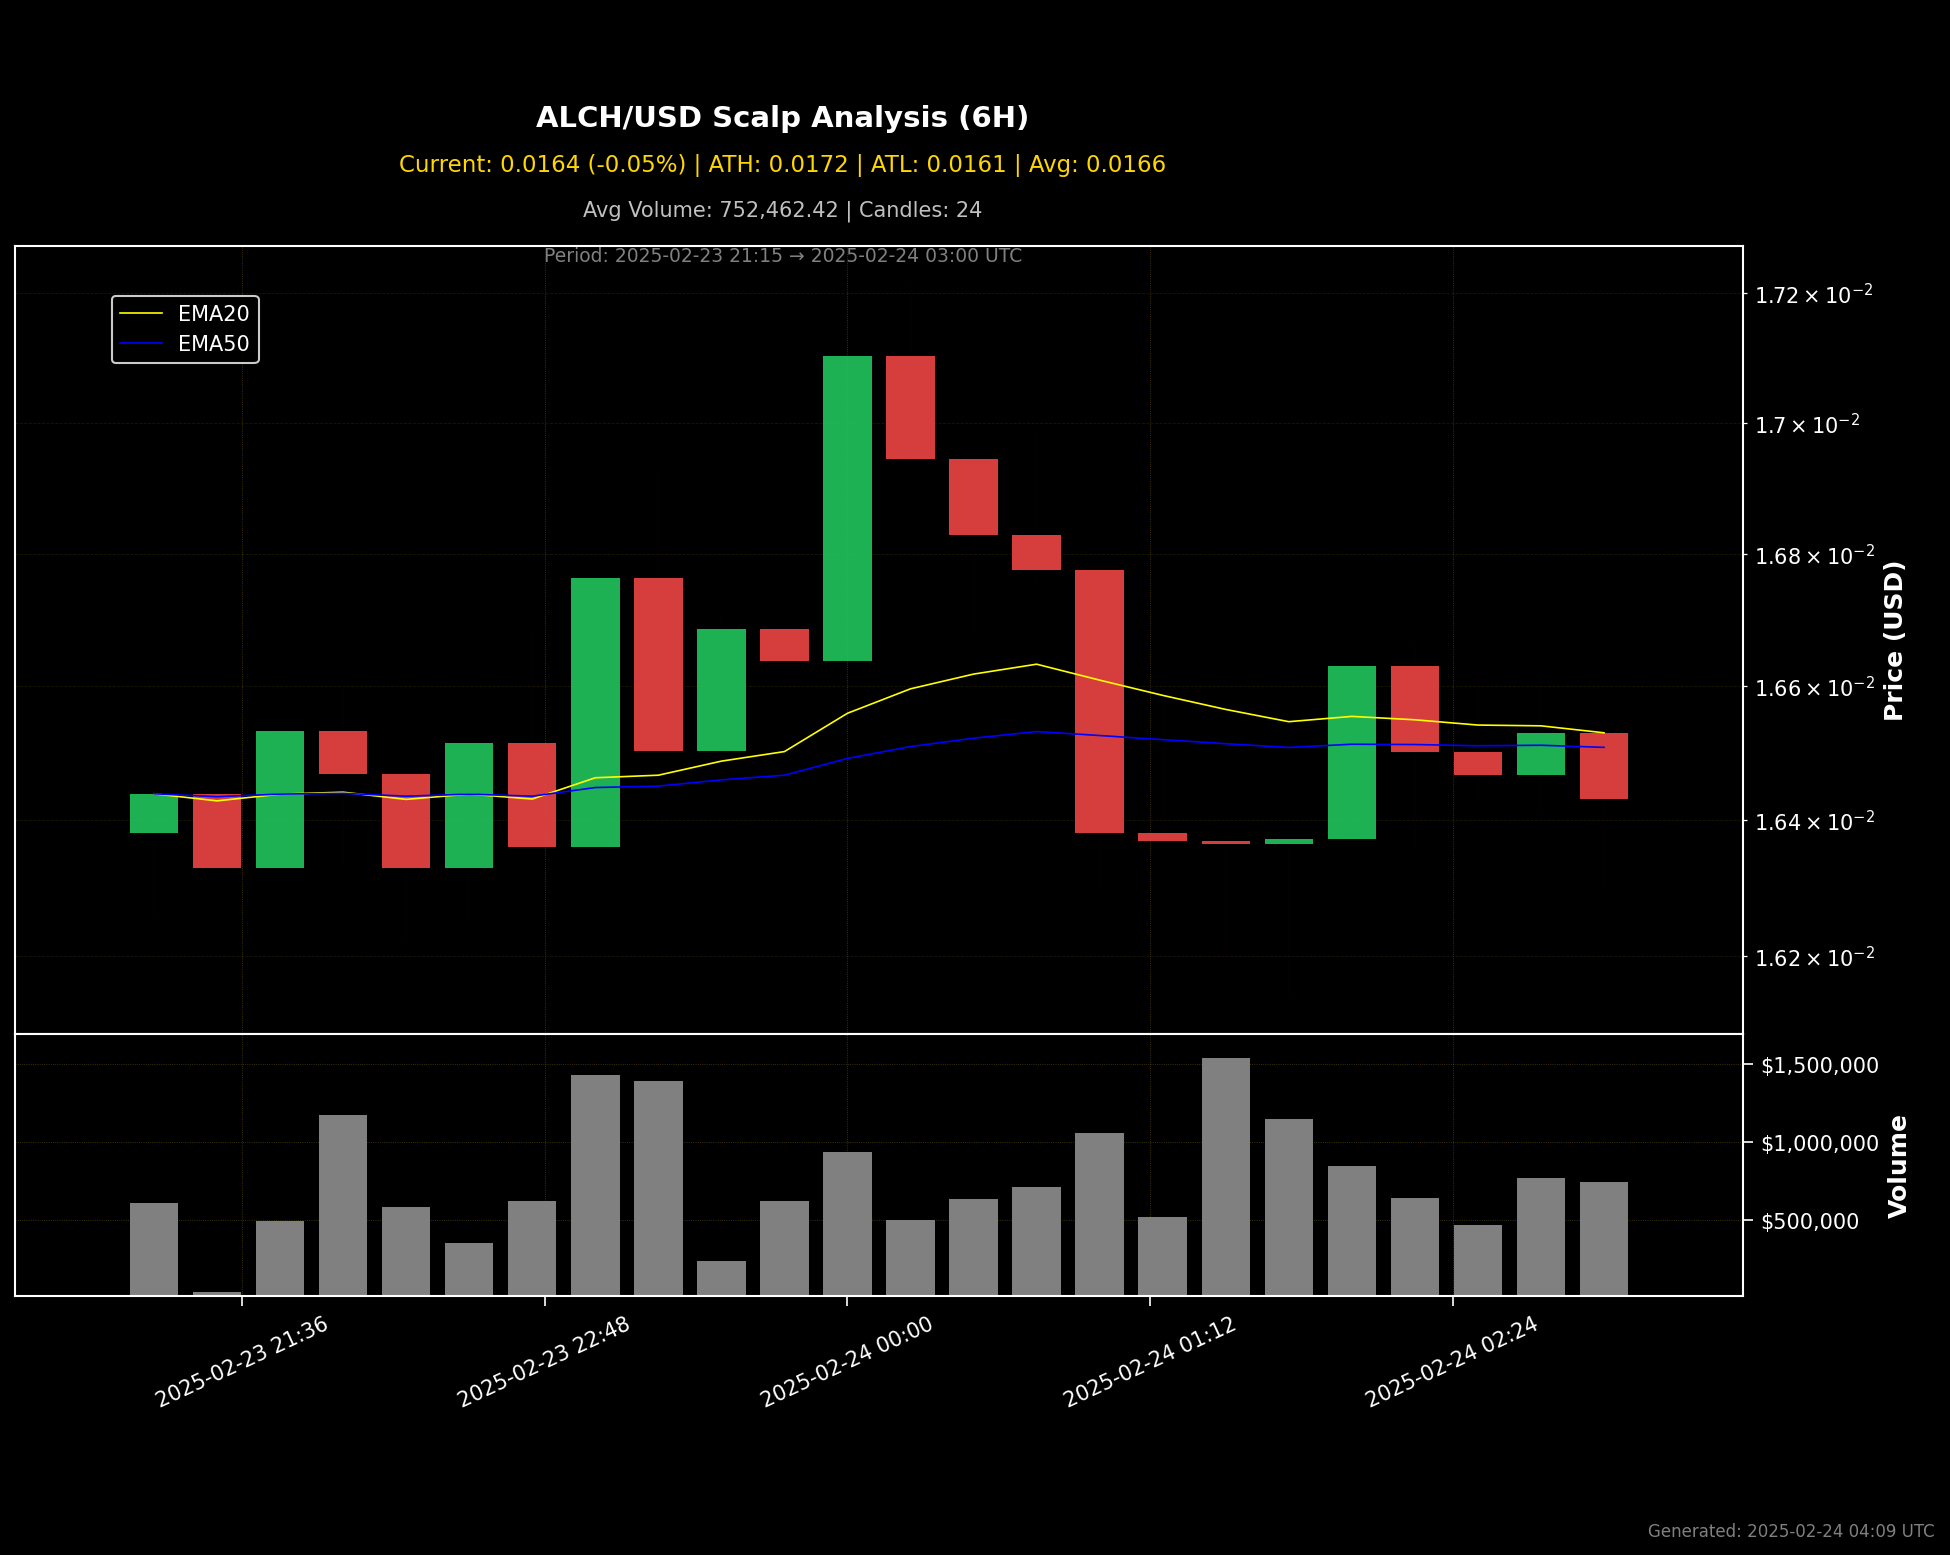 ALCH/USD Scalp Analysis (6H)
Current: 0.0164 (-0.05%) | ATH: 0.0172 | ATL: 0.0161 | Avg: 0.0166
Avg Volume: 752,462.42 | Candles: 24
Period: 2025-02-23 21:15 → 2025-02-24 03:00 UTC
EMA20
EMA50
1.72 × 10⁻²
1.7 × 10⁻²
1.68 × 10⁻²
1.66 × 10⁻²
1.64 × 10⁻²
1.62 × 10⁻²
Price (USD)
$1,500,000
$1,000,000
$500,000
Volume
2025-02-23 21:36
2025-02-23 22:48
2025-02-24 00:00
2025-02-24 01:12
2025-02-24 02:24
Generated: 2025-02-24 04:09 UTC